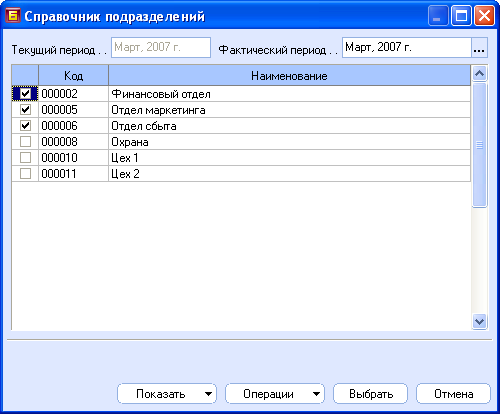 Справочник подразделений
Текущий период . . Март, 2007 г. Фактический период . . Март, 2007 г. ...
Код Наименование
000002 Финансовый отдел
000005 Отдел маркетинга
000006 Отдел сбыта
000008 Охрана
000010 Цех 1
000011 Цех 2
Показать Операции Выбрать Отмена